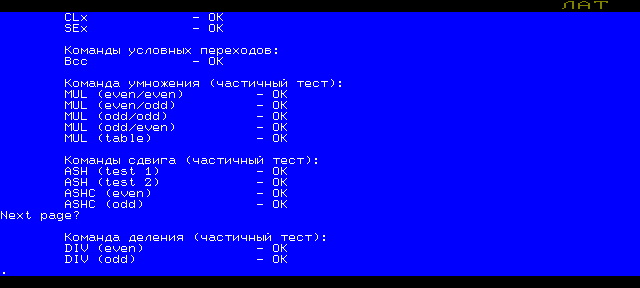 ЛАТ
CLx - OK
SEx - OK
Команды условных переходов:
Bcc - OK
Команда умножения (частичный тест):
MUL (even/even) - OK
MUL (even/odd) - OK
MUL (odd/odd) - OK
MUL (odd/even) - OK
MUL (table) - OK
Команды сдвига (частичный тест):
ASH (test 1) - OK
ASH (test 2) - OK
ASHC (even) - OK
ASHC (odd) - OK
Next page?
Команда деления (частичный тест):
DIV (even) - OK
DIV (odd) - OK
.